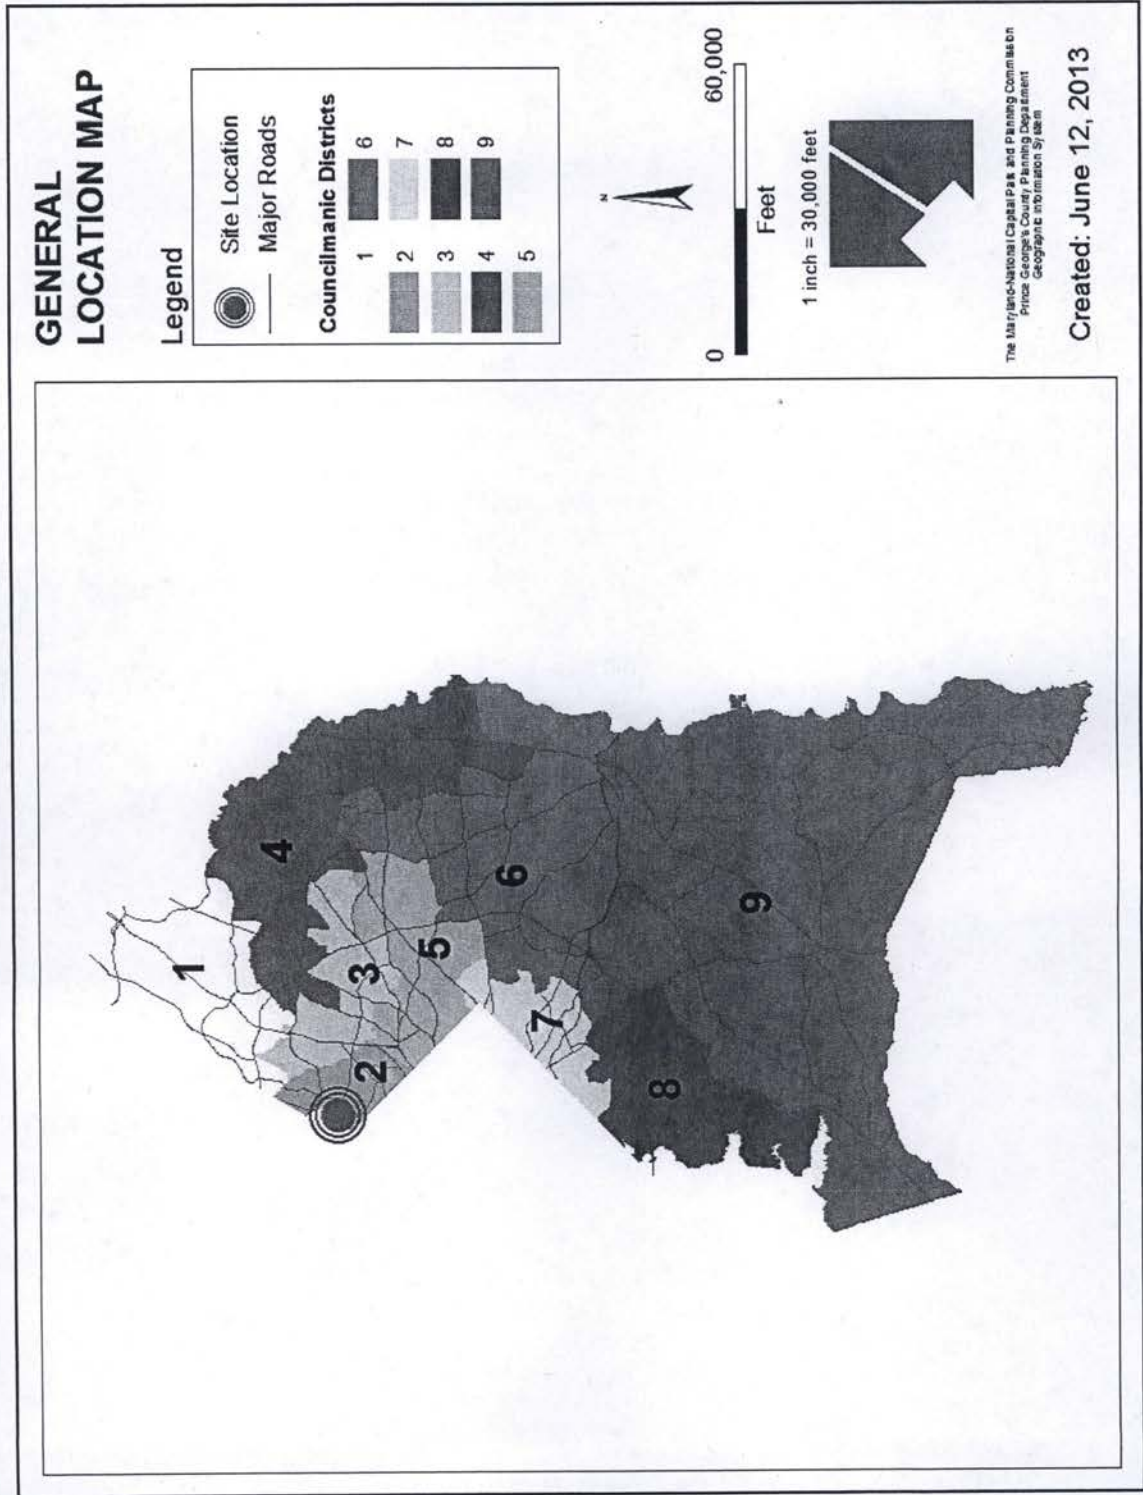 GENERAL
LOCATION MAP
Legend
Site Location
Major Roads
Councilmanic Districts
1
2
3
4
5
6
7
8
9
N
0
60,000
Feet
1 inch = 30,000 feet
The Maryland-National Capital Park and Planning Commission
Prince George's County Planning Department
Geographic Information System
Created: June 12, 2013
1
4
3
5
2
6
7
8
9